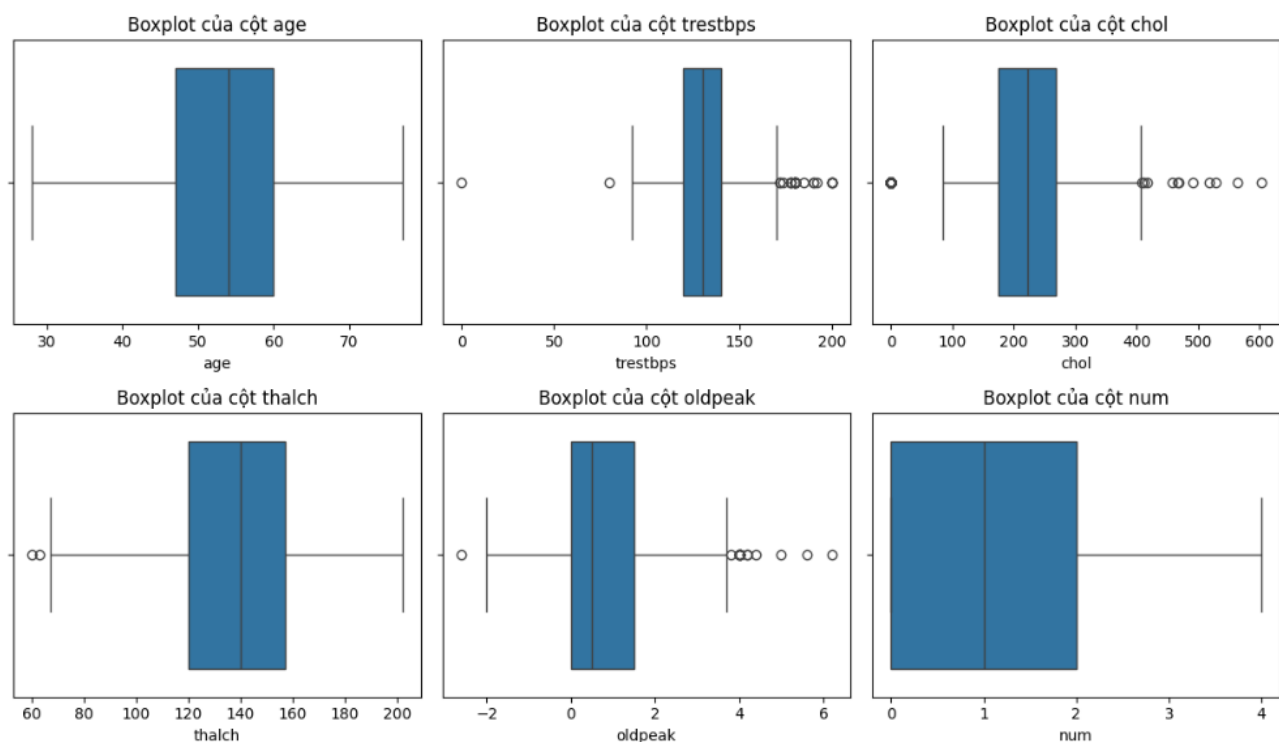 Boxplot của cột age
Boxplot của cột trestbps
Boxplot của cột chol
30 40 50 60 70
age
0 50 100 150 200
trestbps
0 100 200 300 400 500 600
chol
Boxplot của cột thalch
Boxplot của cột oldpeak
Boxplot của cột num
60 80 100 120 140 160 180 200
thalch
−2 0 2 4 6
oldpeak
0 1 2 3 4
num